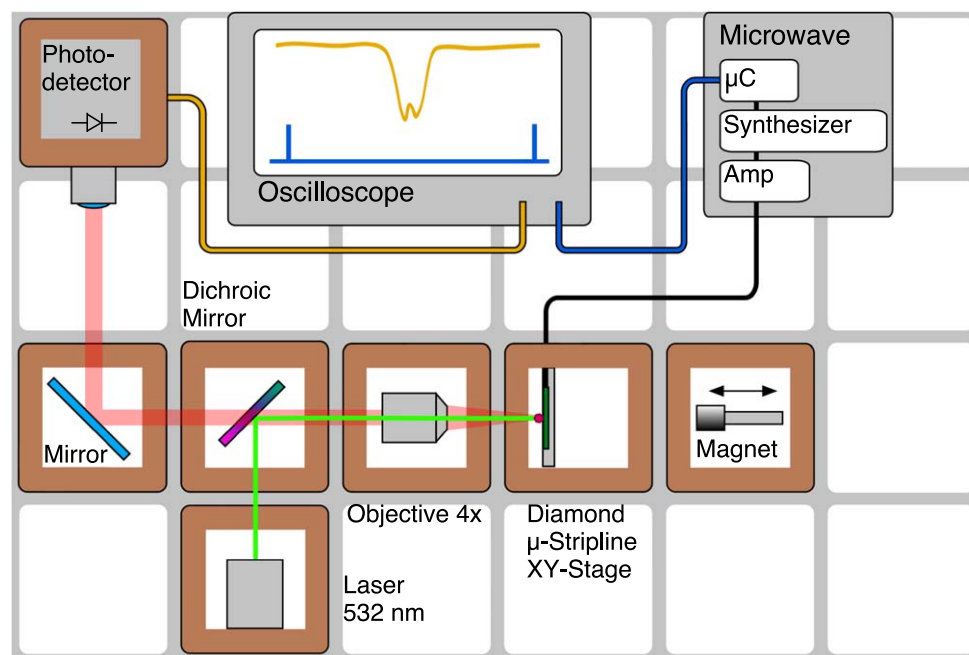 Photo-
detector
Oscilloscope
Microwave
µC
Synthesizer
Amp
Dichroic
Mirror
Mirror
Magnet
Objective 4x
Diamond
µ-Stripline
XY-Stage
Laser
532 nm